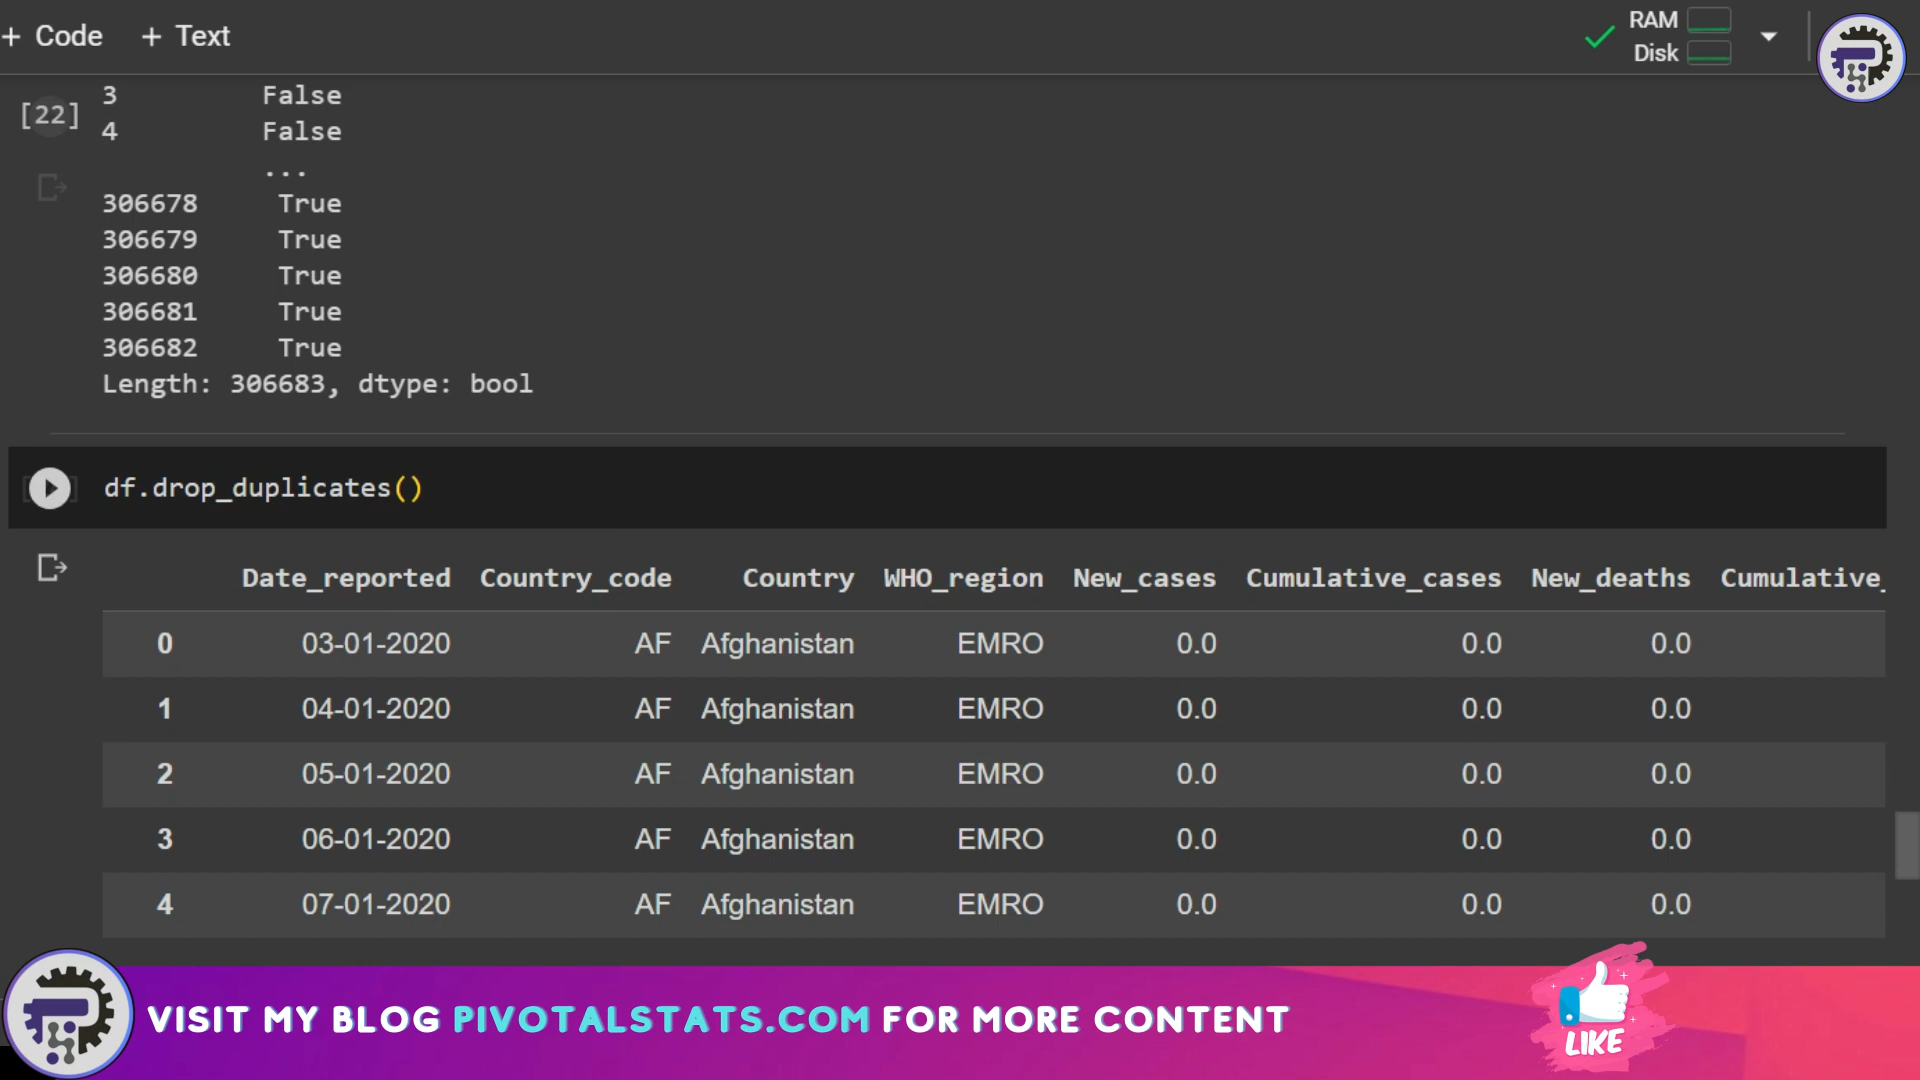 + Code + Text
RAM
Disk
[22]
3 False
4 False
...
306678 True
306679 True
306680 True
306681 True
306682 True
Length: 306683, dtype: bool
df.drop_duplicates()
Date_reported Country_code Country WHO_region New_cases Cumulative_cases New_deaths Cumulative_
0 03-01-2020 AF Afghanistan EMRO 0.0 0.0 0.0
1 04-01-2020 AF Afghanistan EMRO 0.0 0.0 0.0
2 05-01-2020 AF Afghanistan EMRO 0.0 0.0 0.0
3 06-01-2020 AF Afghanistan EMRO 0.0 0.0 0.0
4 07-01-2020 AF Afghanistan EMRO 0.0 0.0 0.0
VISIT MY BLOG PIVOTALSTATS.COM FOR MORE CONTENT
LIKE